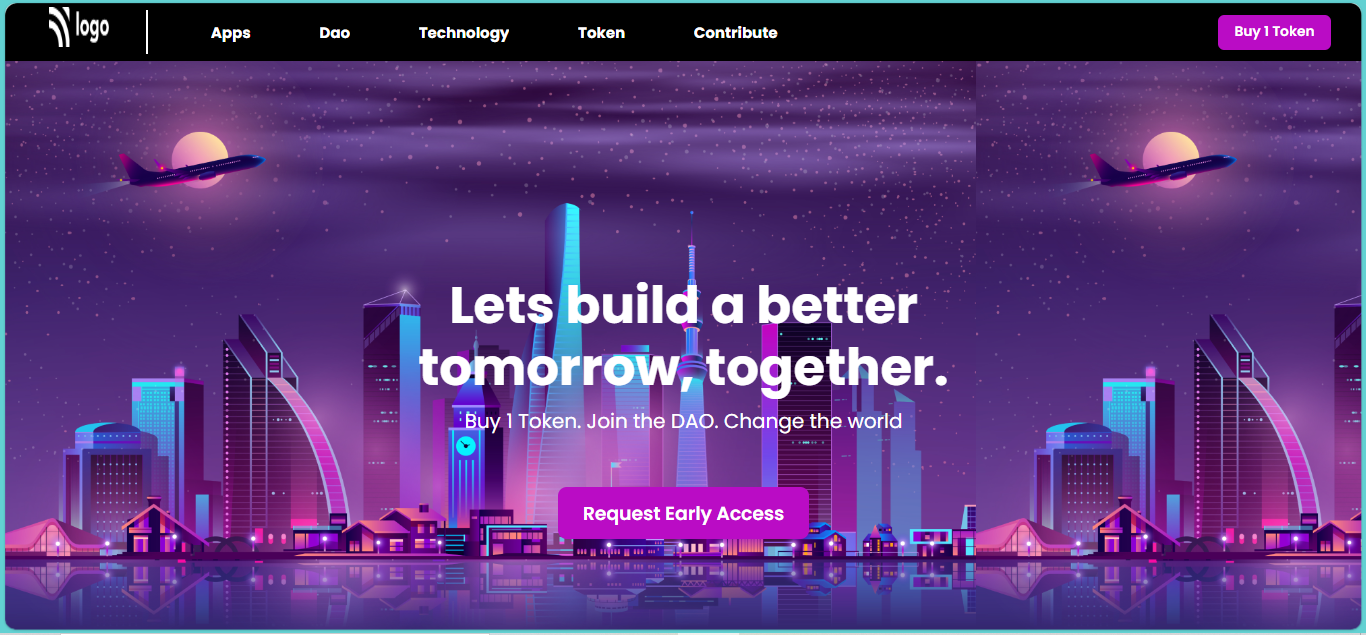 logo
Apps
Dao
Technology
Token
Contribute
Buy 1 Token
Lets build a better
tomorrow, together.
Buy 1 Token. Join the DAO. Change the world
Request Early Access